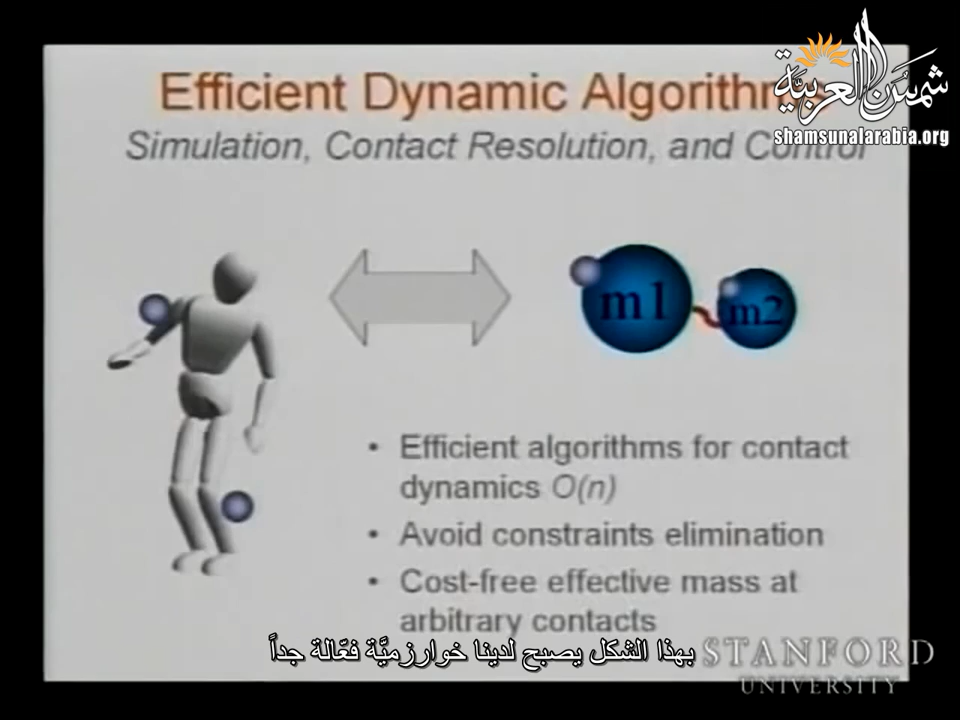 Efficient Dynamic Algorithms
شمس العربية
shamsunalarabia.org
Simulation, Contact Resolution, and Control
m1
m2
• Efficient algorithms for contact
dynamics O(n)
• Avoid constraints elimination
• Cost-free effective mass at
arbitrary contacts
بهذا الشكل يصبح لدينا خوارزميَّة فعّالة جداً
STANFORD
UNIVERSITY